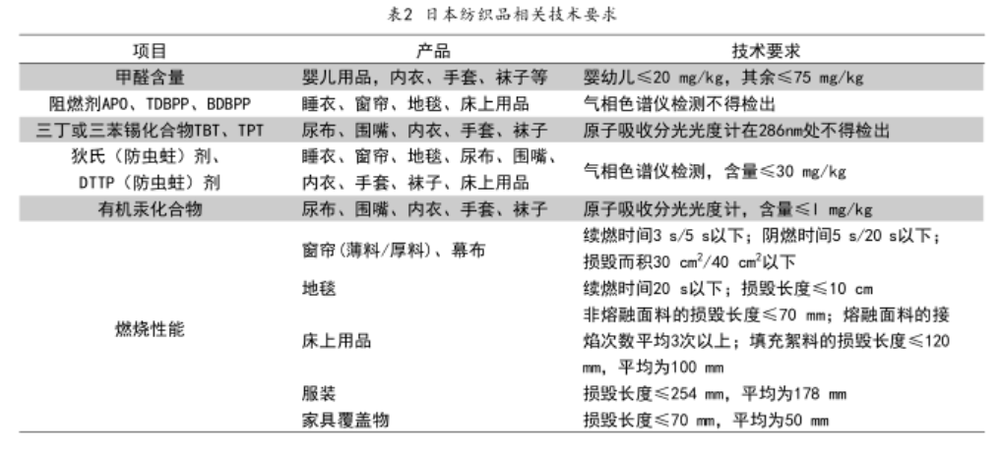 表2 日本纺织品相关技术要求
项目 产品 技术要求
甲醛含量 婴儿用品，内衣、手套、袜子等 婴幼儿≤20 mg/kg，其余≤75 mg/kg
阻燃剂APO、TDBPP、BDBPP 睡衣、窗帘、地毯、床上用品 气相色谱仪检测不得检出
三丁或三苯锡化合物TBT、TPT 尿布、围嘴、内衣、手套、袜子 原子吸收分光光度计在286nm处不得检出
狄氏（防虫蛀）剂、 睡衣、窗帘、地毯、尿布、围嘴、
DTTP（防虫蛀）剂 内衣、手套、袜子、床上用品 气相色谱仪检测，含量≤30 mg/kg
有机汞化合物 尿布、围嘴、内衣、手套、袜子 原子吸收分光光度计，含量≤l mg/kg
窗帘(薄料/厚料)、幕布 续燃时间3 s/5 s以下；阴燃时间5 s/20 s以下；
损毁而积30 cm²/40 cm²以下
地毯 续燃时间20 s以下；损毁长度≤10 cm
燃烧性能 床上用品 非熔融面料的损毁长度≤70 mm；熔融面料的接
焰次数平均3次以上；填充絮料的损毁长度≤120
mm，平均为100 mm
服装 损毁长度≤254 mm，平均为178 mm
家具覆盖物 损毁长度≤70 mm，平均为50 mm